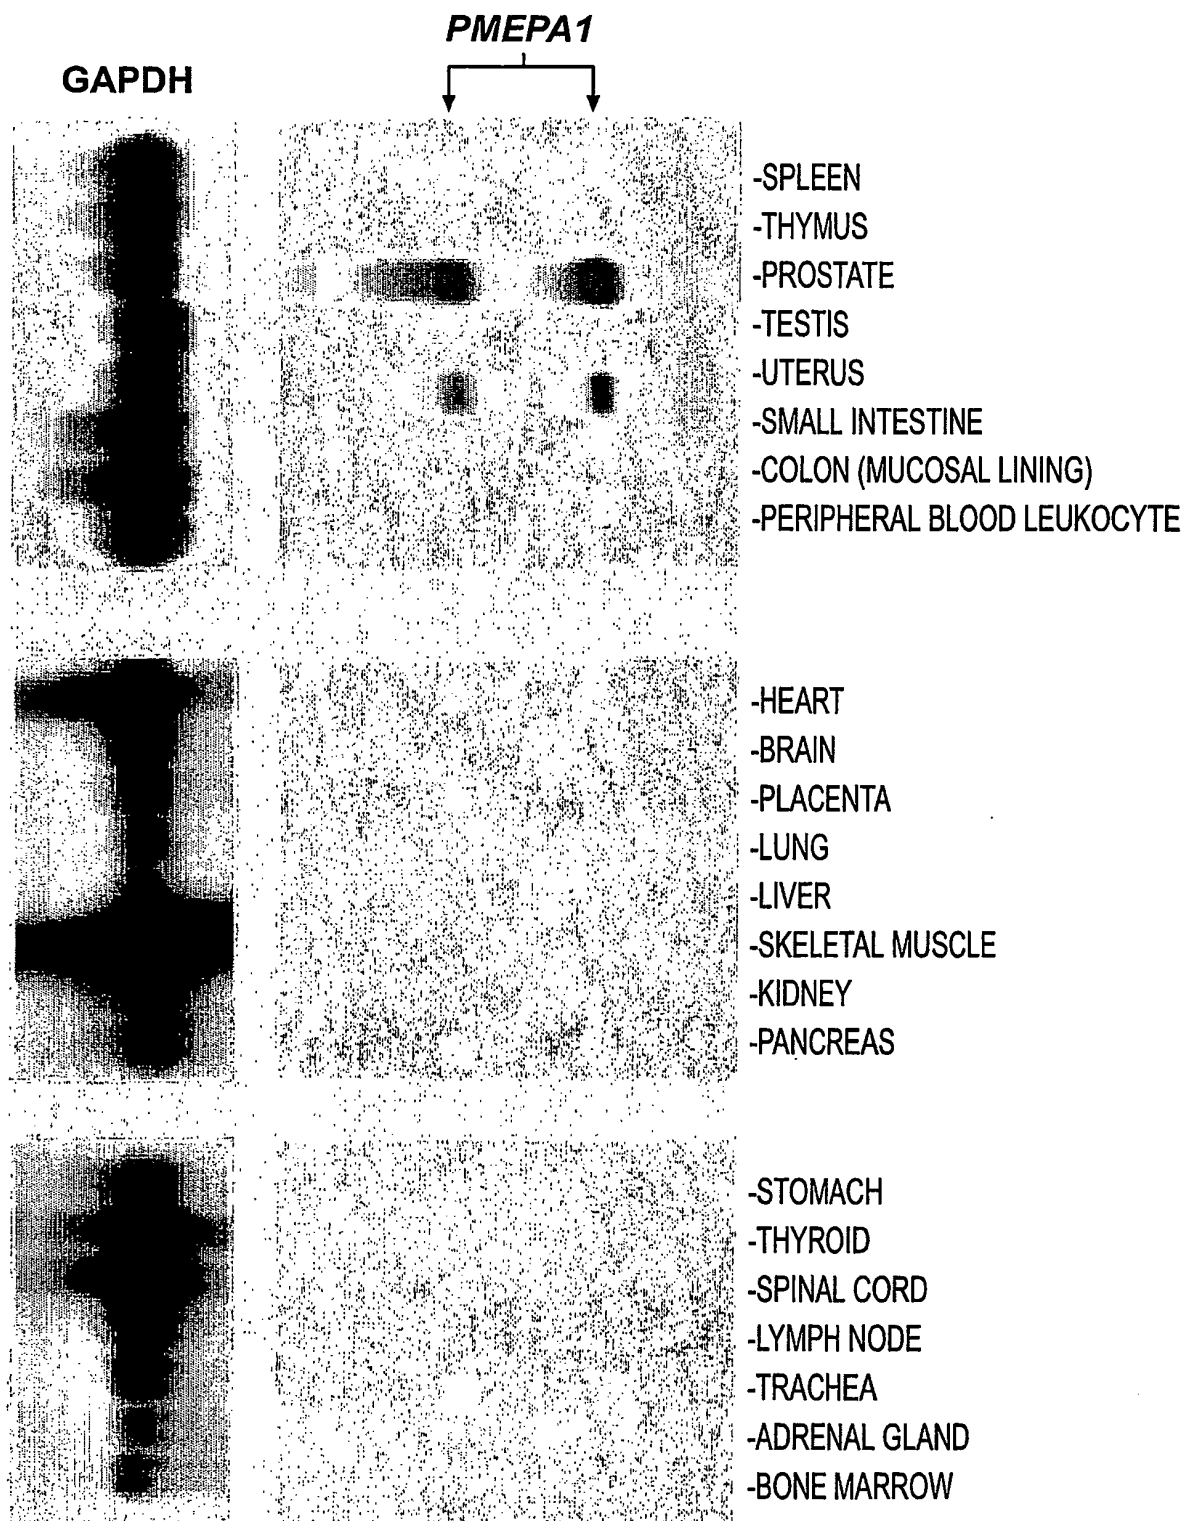 PMEPA1
GAPDH
-SPLEEN
-THYMUS
-PROSTATE
-TESTIS
-UTERUS
-SMALL INTESTINE
-COLON (MUCOSAL LINING)
-PERIPHERAL BLOOD LEUKOCYTE
-HEART
-BRAIN
-PLACENTA
-LUNG
-LIVER
-SKELETAL MUSCLE
-KIDNEY
-PANCREAS
-STOMACH
-THYROID
-SPINAL CORD
-LYMPH NODE
-TRACHEA
-ADRENAL GLAND
-BONE MARROW